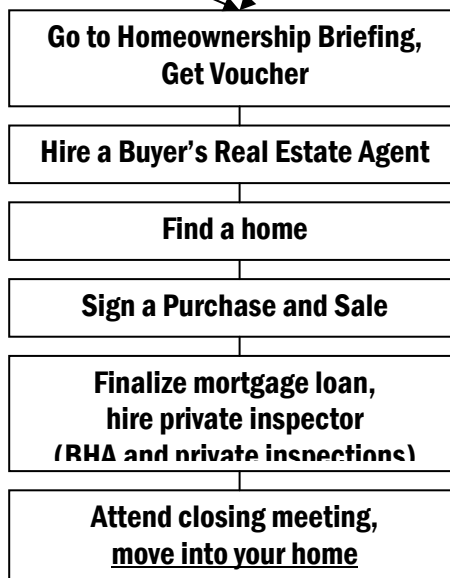 Go to Homeownership Briefing,
Get Voucher
Hire a Buyer's Real Estate Agent
Find a home
Sign a Purchase and Sale
Finalize mortgage loan,
hire private inspector
(BHA and private inspections)
Attend closing meeting,
move into your home